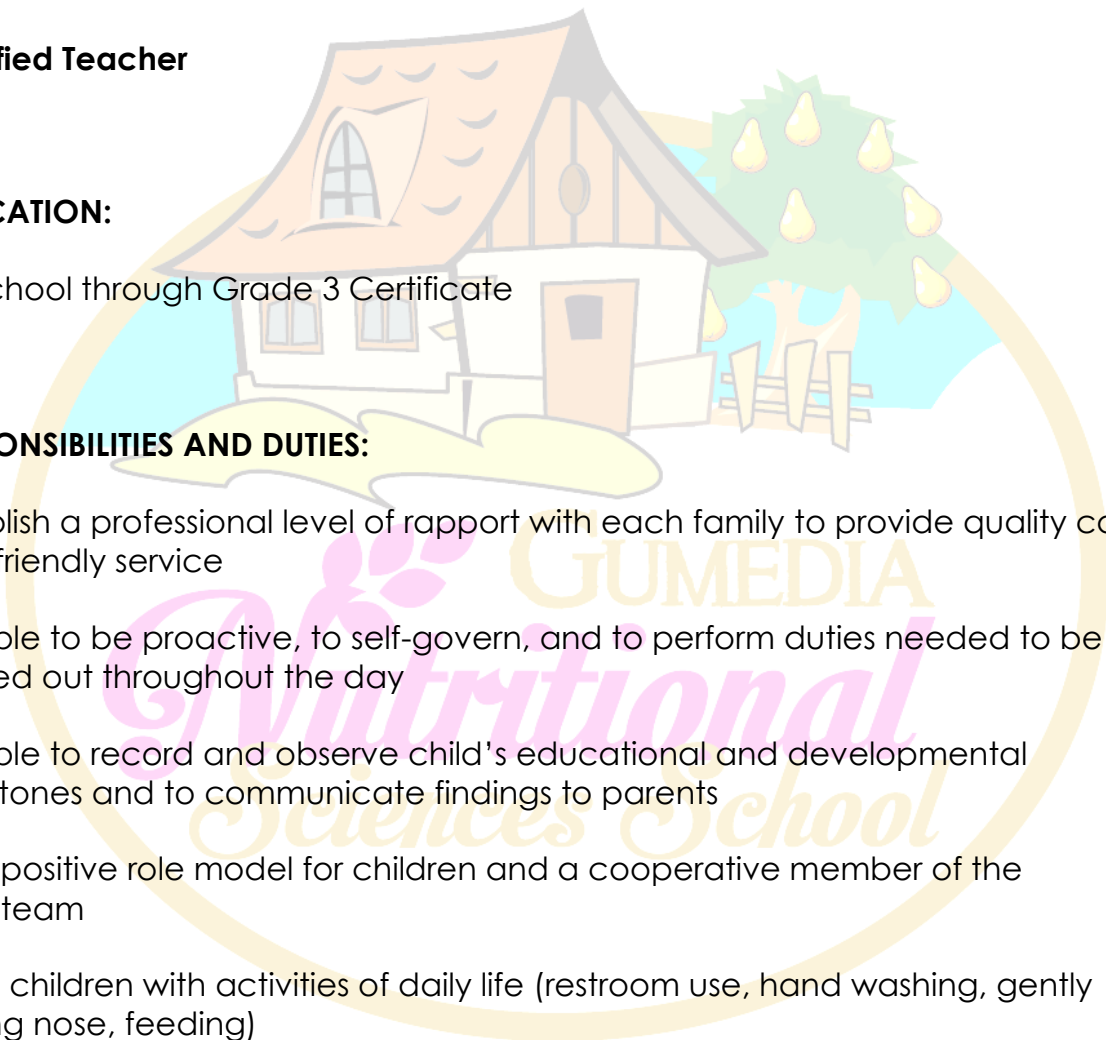 fied Teacher
CATION:
chool through Grade 3 Certificate
ONSIBILITIES AND DUTIES:
olish a professional level of rapport with each family to provide quality ca
friendly service
ble to be proactive, to self-govern, and to perform duties needed to be
ed out throughout the day
ble to record and observe child’s educational and developmental
tones and to communicate findings to parents
positive role model for children and a cooperative member of the
team
children with activities of daily life (restroom use, hand washing, gently
ng nose, feeding)
GUMEDIA
Nutritional
Sciences School